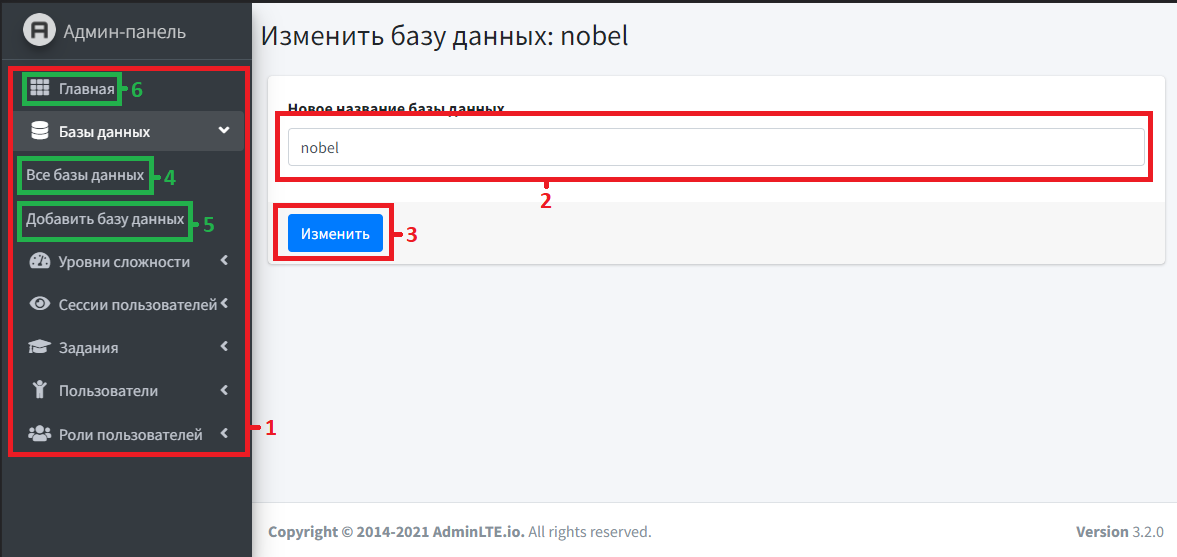 Админ-панель
Изменить базу данных: nobel
Главная
6
Новое название базы данных
Базы данных
nobel
Все базы данных
4
2
Добавить базу данных
5
Изменить
3
Уровни сложности
Сессии пользователей
Задания
Пользователи
Роли пользователей
1
Copyright © 2014-2021 AdminLTE.io. All rights reserved.
Version 3.2.0